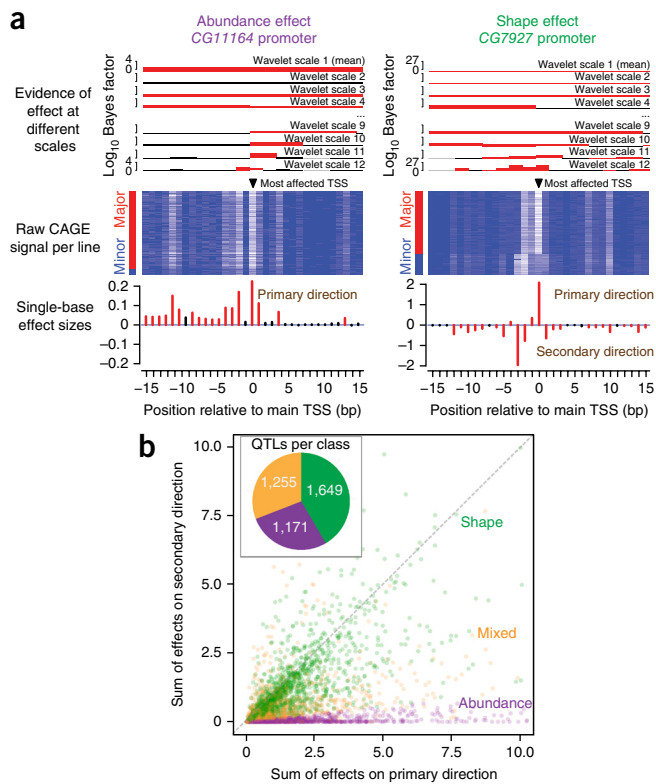 a
Abundance effect
CG11164 promoter
Shape effect
CG7927 promoter
Evidence of
effect at
different
scales
Log10 Bayes factor
4
0
4
0
Wavelet scale 1 (mean)
Wavelet scale 2
Wavelet scale 3
Wavelet scale 4
...
Wavelet scale 9
Wavelet scale 10
Wavelet scale 11
Wavelet scale 12
Most affected TSS
Log10 Bayes factor
27
0
27
0
Wavelet scale 1 (mean)
Wavelet scale 2
Wavelet scale 3
Wavelet scale 4
...
Wavelet scale 9
Wavelet scale 10
Wavelet scale 11
Wavelet scale 12
Most affected TSS
Raw CAGE
signal per line
Minor Major
Minor Major
Single-base
effect sizes
0.2
0.1
0
−0.1
−0.2
Primary direction
−15 −10 −5 0 5 10 15
Position relative to main TSS (bp)
2
1
0
−1
−2
Primary direction
Secondary direction
−15 −10 −5 0 5 10 15
Position relative to main TSS (bp)
b
QTLs per class
1,255
1,649
1,171
Shape
Mixed
Abundance
Sum of effects on secondary direction
10.0
7.5
5.0
2.5
0
0 2.5 5.0 7.5 10.0
Sum of effects on primary direction